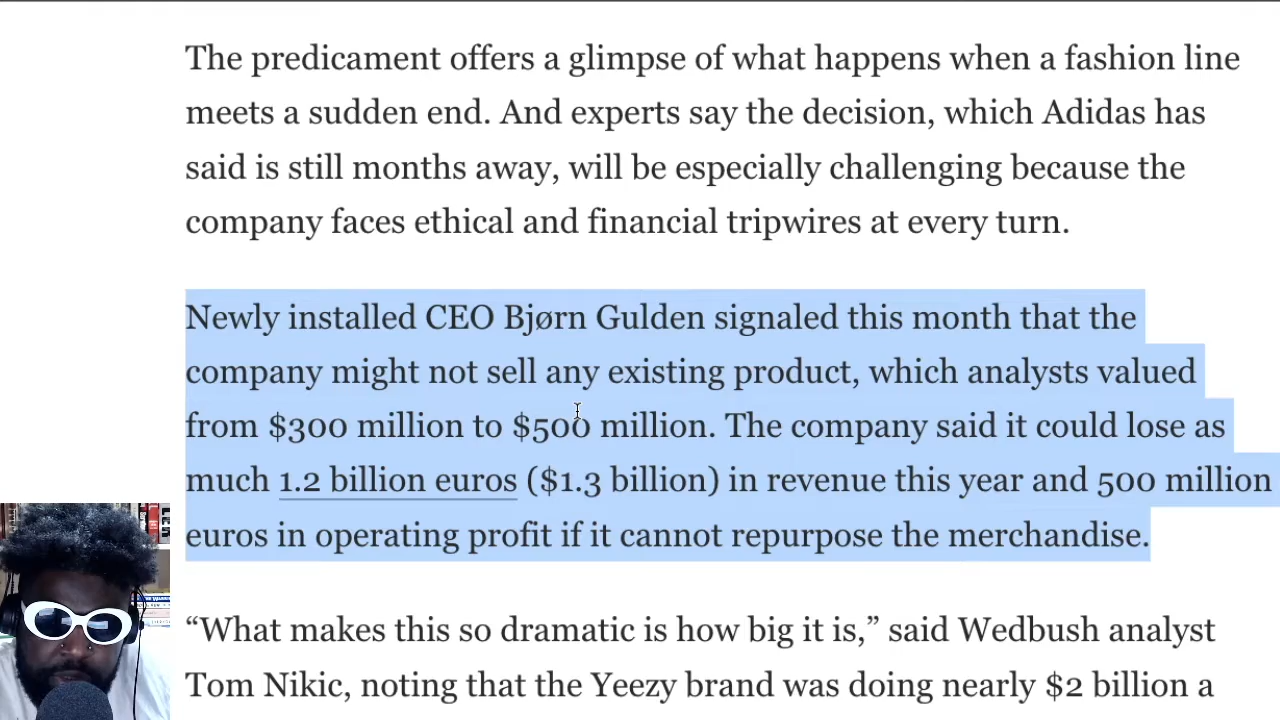 The predicament offers a glimpse of what happens when a fashion line
meets a sudden end. And experts say the decision, which Adidas has
said is still months away, will be especially challenging because the
company faces ethical and financial tripwires at every turn.
Newly installed CEO Bjørn Gulden signaled this month that the
company might not sell any existing product, which analysts valued
from $300 million to $500 million. The company said it could lose as
much 1.2 billion euros ($1.3 billion) in revenue this year and 500 million
euros in operating profit if it cannot repurpose the merchandise.
“What makes this so dramatic is how big it is,” said Wedbush analyst
Tom Nikic, noting that the Yeezy brand was doing nearly $2 billion a